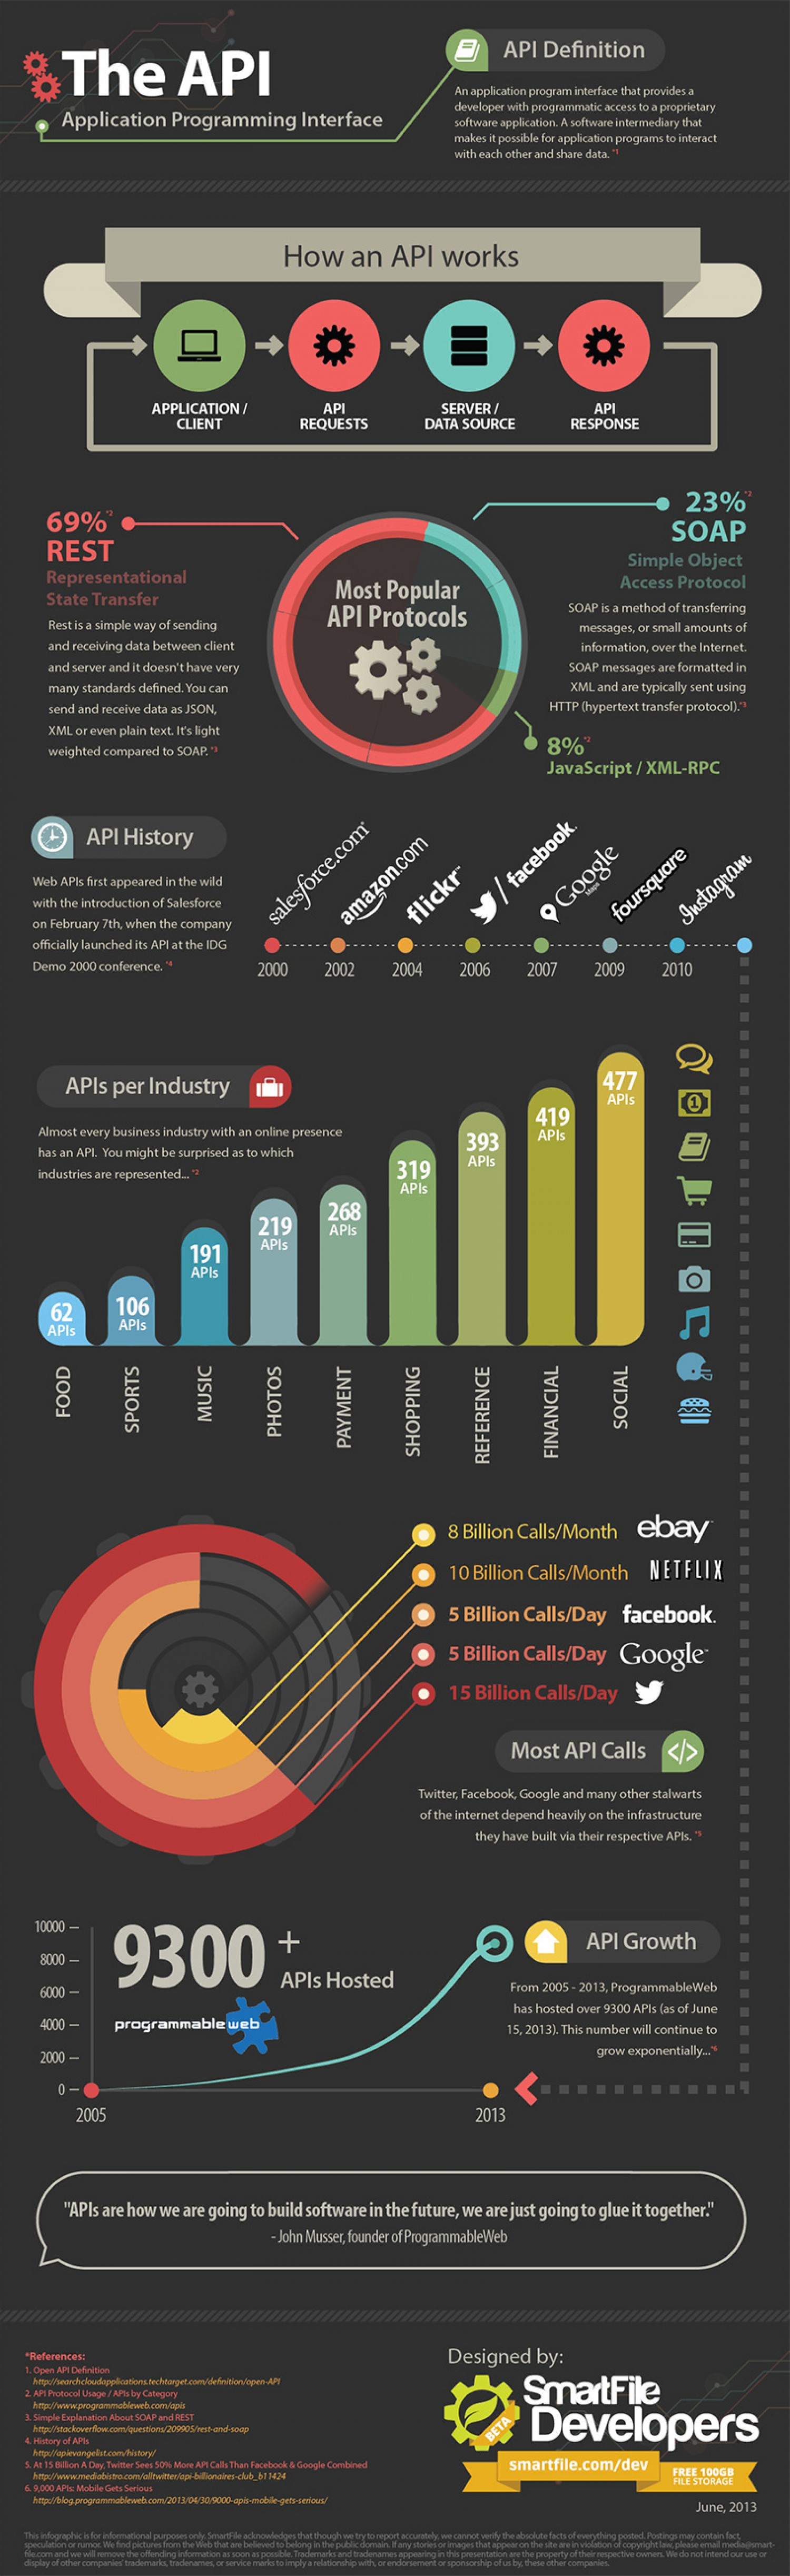 The API
Application Programming Interface
API Definition
An application program interface that provides a
developer with programmatic access to a proprietary
software application. A software intermediary that
makes it possible for application programs to interact
with each other and share data. *1
How an API works
APPLICATION /
CLIENT
API
REQUESTS
SERVER /
DATA SOURCE
API
RESPONSE
69% *2
REST
Representational
State Transfer
Rest is a simple way of sending
and receiving data between client
and server and it doesn't have very
many standards defined. You can
send and receive data as JSON,
XML or even plain text. It's light
weighted compared to SOAP. *3
Most Popular
API Protocols
23% *2
SOAP
Simple Object
Access Protocol
SOAP is a method of transferring
messages, or small amounts of
information, over the Internet.
SOAP messages are formatted in
XML and are typically sent using
HTTP (hypertext transfer protocol).*3
8% *2
JavaScript / XML-RPC
API History
Web APIs first appeared in the wild
with the introduction of Salesforce
on February 7th, when the company
officially launched its API at the IDG
Demo 2000 conference. *4
salesforce.com
amazon.com
flickr
/ facebook.
Google
Maps
foursquare
Instagram
2000
2002
2004
2006
2007
2009
2010
APIs per Industry
Almost every business industry with an online presence
has an API. You might be surprised as to which
industries are represented... *2
62
APIs
106
APIs
191
APIs
219
APIs
268
APIs
319
APIs
393
APIs
419
APIs
477
APIs
FOOD
SPORTS
MUSIC
PHOTOS
PAYMENT
SHOPPING
REFERENCE
FINANCIAL
SOCIAL
8 Billion Calls/Month ebay
10 Billion Calls/Month NETFLIX
5 Billion Calls/Day facebook.
5 Billion Calls/Day Google
15 Billion Calls/Day
Most API Calls </>
Twitter, Facebook, Google and many other stalwarts
of the internet depend heavily on the infrastructure
they have built via their respective APIs. *5
10000
8000
6000
4000
2000
0
9300 +
APIs Hosted
programmableweb
2005
2013
API Growth
From 2005 - 2013, ProgrammableWeb
has hosted over 9300 APIs (as of June
15, 2013). This number will continue to
grow exponentially...*6
"APIs are how we are going to build software in the future, we are just going to glue it together."
- John Musser, founder of ProgrammableWeb
*References:
1. Open API Definition
http://searchcloudapplications.techtarget.com/definition/open-API
2. API Protocol Usage / APIs by Category
http://www.programmableweb.com/apis
3. Simple Explanation About SOAP and REST
http://stackoverflow.com/questions/209905/rest-and-soap
4. History of APIs
http://apievangelist.com/history/
5. At 15 Billion A Day, Twitter Sees 50% More API Calls Than Facebook & Google Combined
http://www.mediabistro.com/alltwitter/api-billionaires-club_b11424
6. 9,000 APIs: Mobile Gets Serious
http://blog.programmableweb.com/2013/04/30/9000-apis-mobile-gets-serious/
Designed by:
SmartFile
Developers
BETA
smartfile.com/dev
FREE 100GB
FILE STORAGE
June, 2013
This infographic is for informational purposes only. SmartFile acknowledges that though we try to report accurately, we cannot verify the absolute facts of everything posted. Postings may contain fact,
speculation or rumor. We find pictures from the Web that are believed to belong in the public domain. If any stories or images that appear on the site are in violation of copyright law, please email media@smart-
file.com and we will remove the offending information as soon as possible. Trademarks and tradenames appearing in this presentation are the property of their respective owners. We do not intend our use or
display of other companies' trademarks, tradenames, or service marks to imply a relationship with, or endorsement or sponsorship of us by, these other companies.